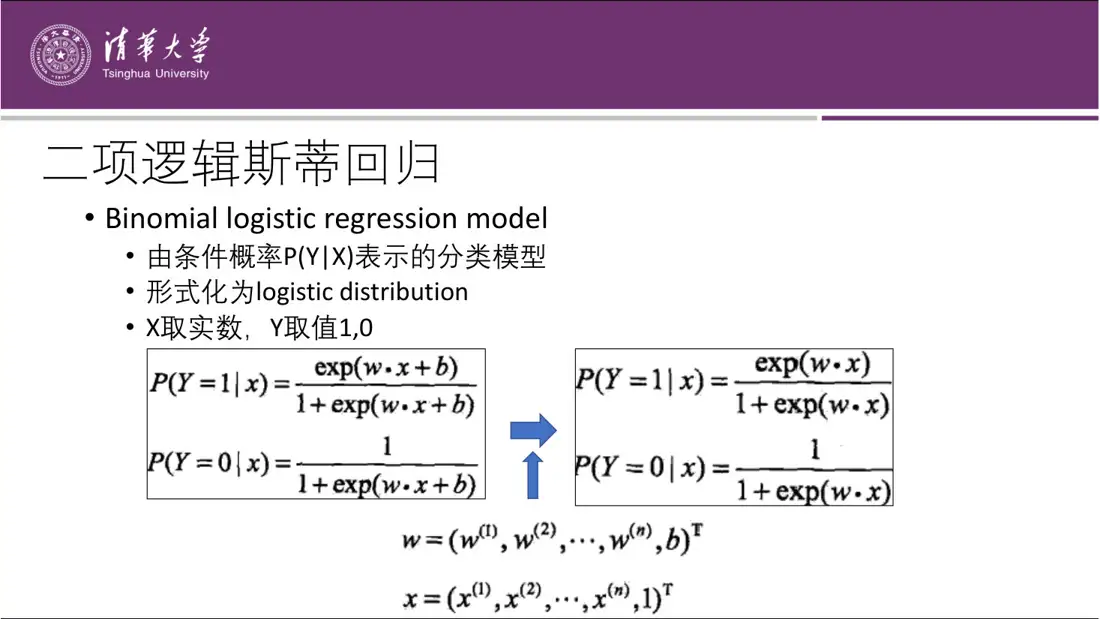 清华大学
Tsinghua University
二项逻辑斯蒂回归
• Binomial logistic regression model
• 由条件概率P(Y|X)表示的分类模型
• 形式化为logistic distribution
• X取实数，Y取值1,0
P(Y=1|x)=exp(w·x+b)/1+exp(w·x+b)
P(Y=0|x)=1/1+exp(w·x+b)
P(Y=1|x)=exp(w·x)/1+exp(w·x)
P(Y=0|x)=1/1+exp(w·x)
w=(w⁽¹⁾,w⁽²⁾,⋯,w⁽ⁿ⁾,b)ᵀ
x=(x⁽¹⁾,x⁽²⁾,⋯,x⁽ⁿ⁾,1)ᵀ